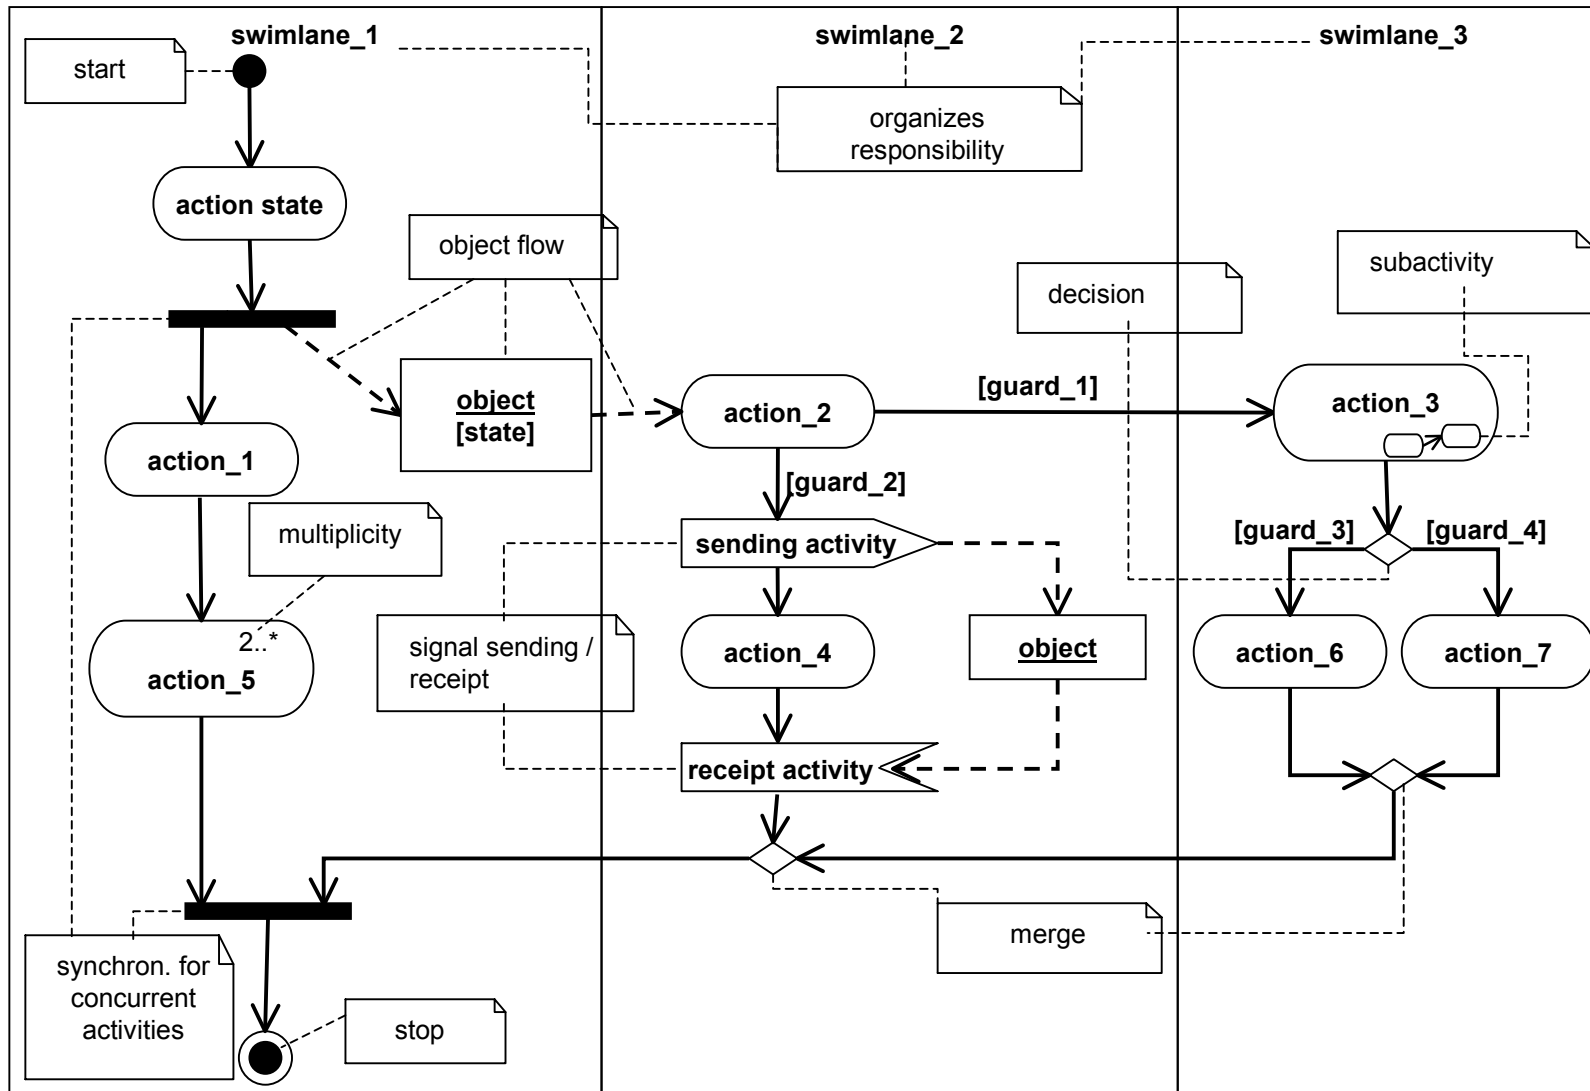 swimlane_1
swimlane_2
swimlane_3
start
organizes
responsibility
action state
object flow
subactivity
decision
object
[state]
action_2
[guard_1]
action_3
action_1
[guard_2]
multiplicity
sending activity
[guard_3]
[guard_4]
2..*
action_5
signal sending /
receipt
action_4
object
action_6
action_7
receipt activity
merge
synchron. for
concurrent
activities
stop